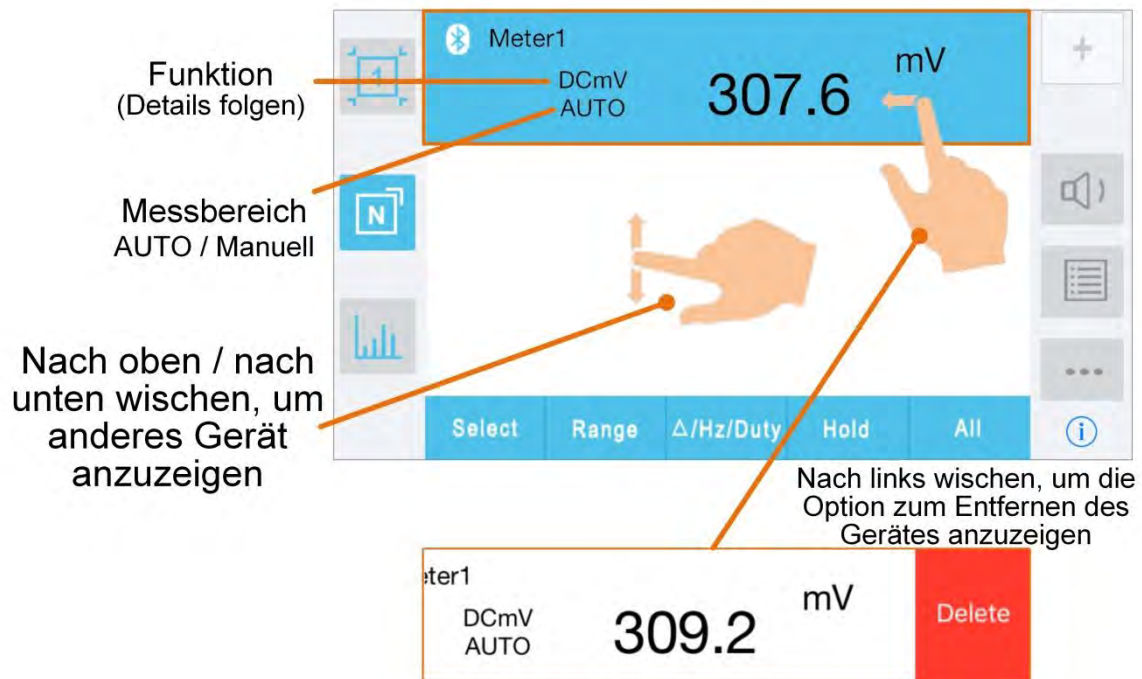 Funktion
(Details folgen)
Messbereich
AUTO / Manuell
Nach oben / nach
unten wischen, um
anderes Gerät
anzuzeigen
1
N
Meter1
DCmV
AUTO
307.6
mV
+
Select Range Δ/Hz/Duty Hold All
i
Nach links wischen, um die
Option zum Entfernen des
Gerätes anzuzeigen
eter1
DCmV
AUTO
309.2
mV
Delete